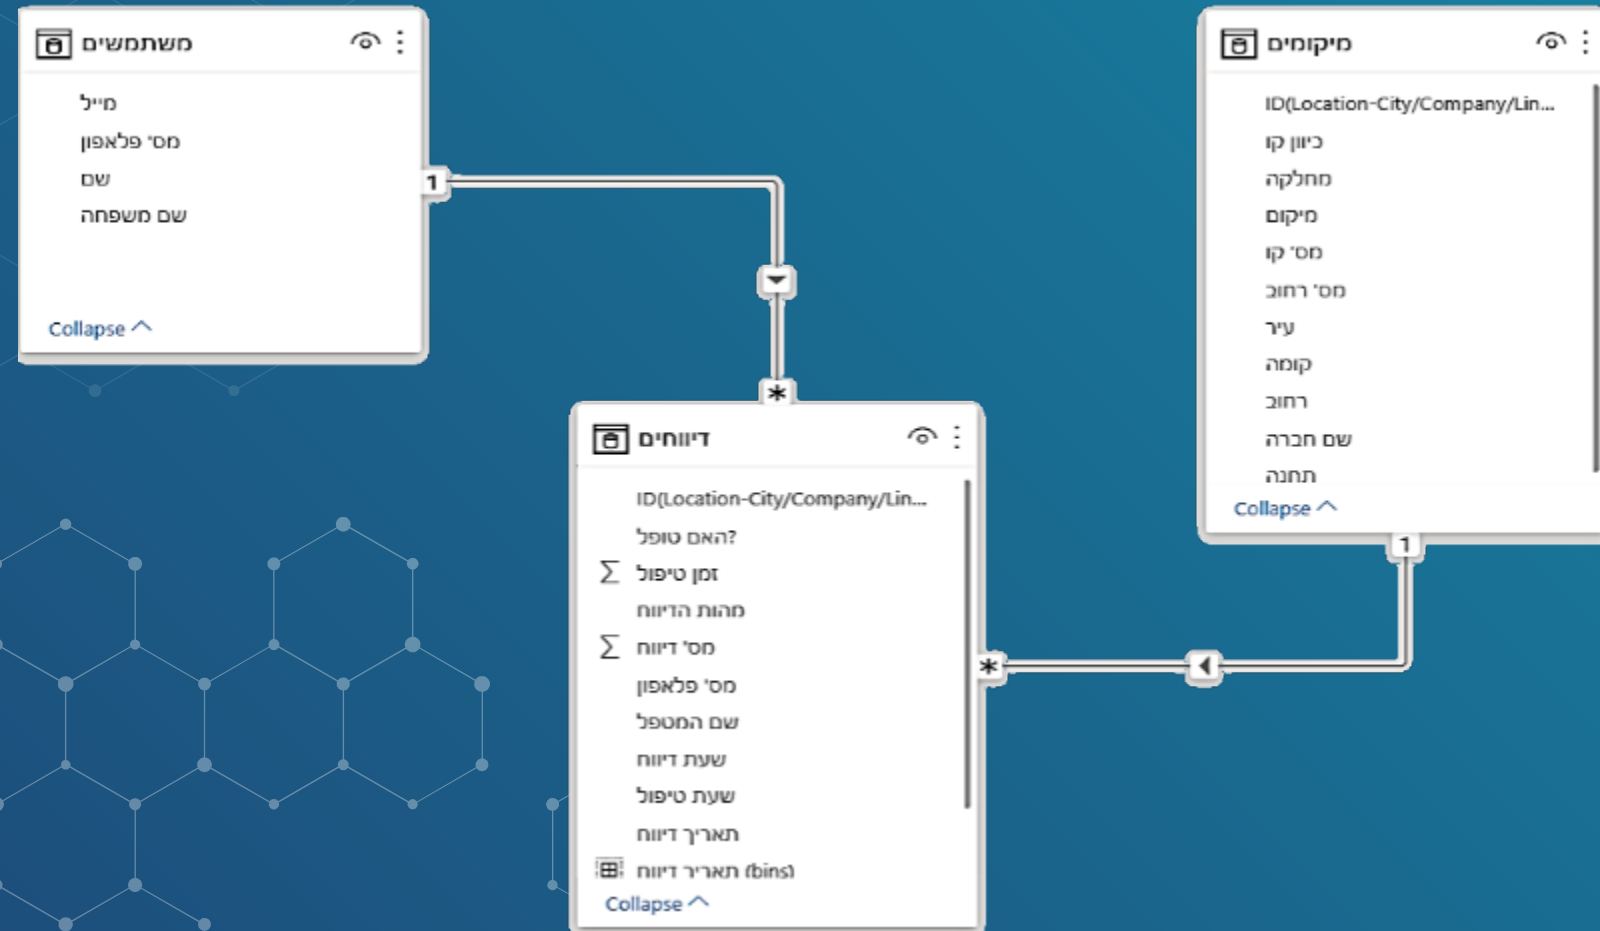 משתמשים
מייל
מס' פלאפון
שם
שם משפחה
Collapse
1
*
מיקומים
ID(Location-City/Company/Lin...
כיוון קו
מחלקה
מיקום
מס' קו
מס' רחוב
עיר
קומה
רחוב
שם חברה
תחנה
Collapse
1
*
דיווחים
ID(Location-City/Company/Lin...
האם טופל?
זמן טיפול
מהות הדיווח
מס' דיווח
מס' פלאפון
שם המטפל
שעת דיווח
שעת טיפול
תאריך דיווח
תאריך דיווח (bins)
Collapse